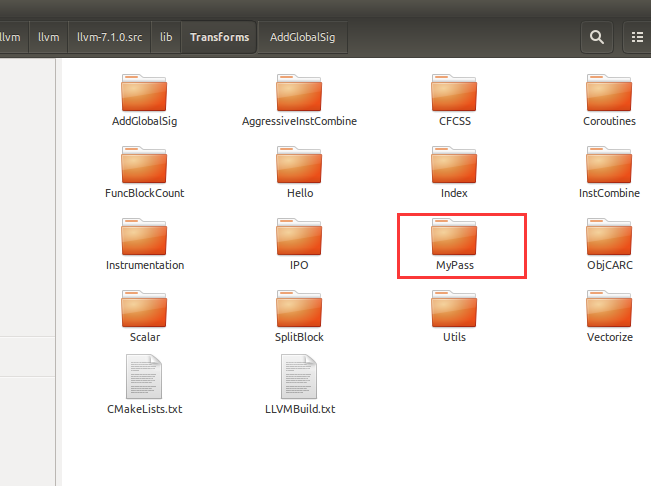 llvm llvm llvm-7.1.0.src lib Transforms AddGlobalSig
AddGlobalSig AggressiveInstCombine CFCSS Coroutines
FuncBlockCount Hello Index InstCombine
Instrumentation IPO MyPass ObjCARC
Scalar SplitBlock Utils Vectorize
CMakeLists.txt LLVMBuild.txt